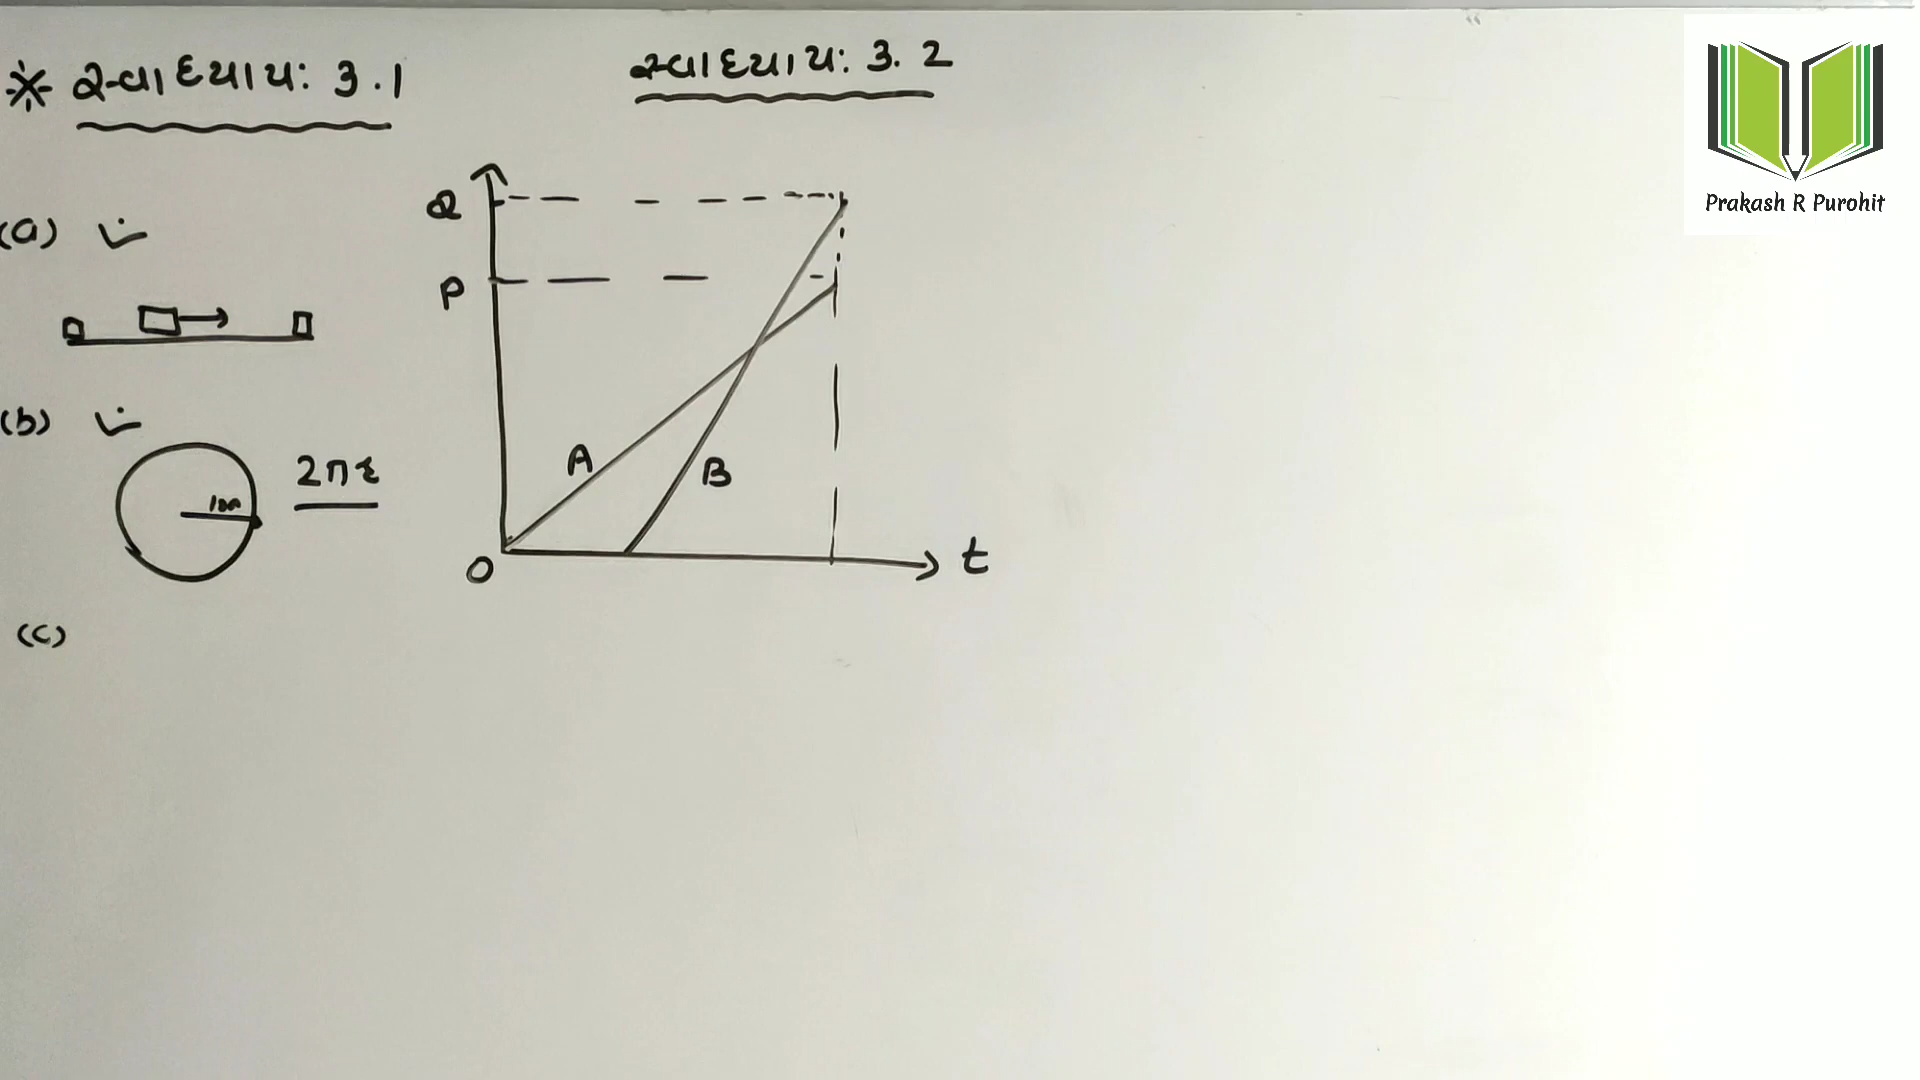 * સ્વાધ્યાય: 3.1
સ્વાધ્યાય: 3.2
Prakash R Purohit
(a)
(b)
2πr
(c)
Q
P
A
B
O
t